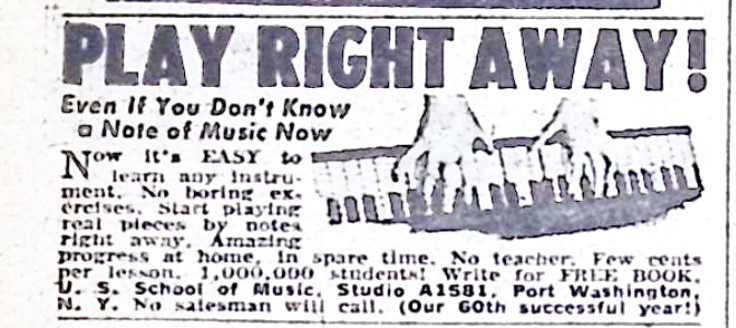 PLAY RIGHT AWAY!
Even If You Don't Know
a Note of Music Now
Now it's EASY to
learn any instru-
ment. No boring ex-
ercises. Start playing
real pieces by notes
right away. Amazing
progress at home, in spare time. No teacher. Few cents
per lesson. 1,000,000 students! Write for FREE BOOK.
U. S. School of Music, Studio A1581, Port Washington,
N. Y. No salesman will call. (Our 60th successful year!)